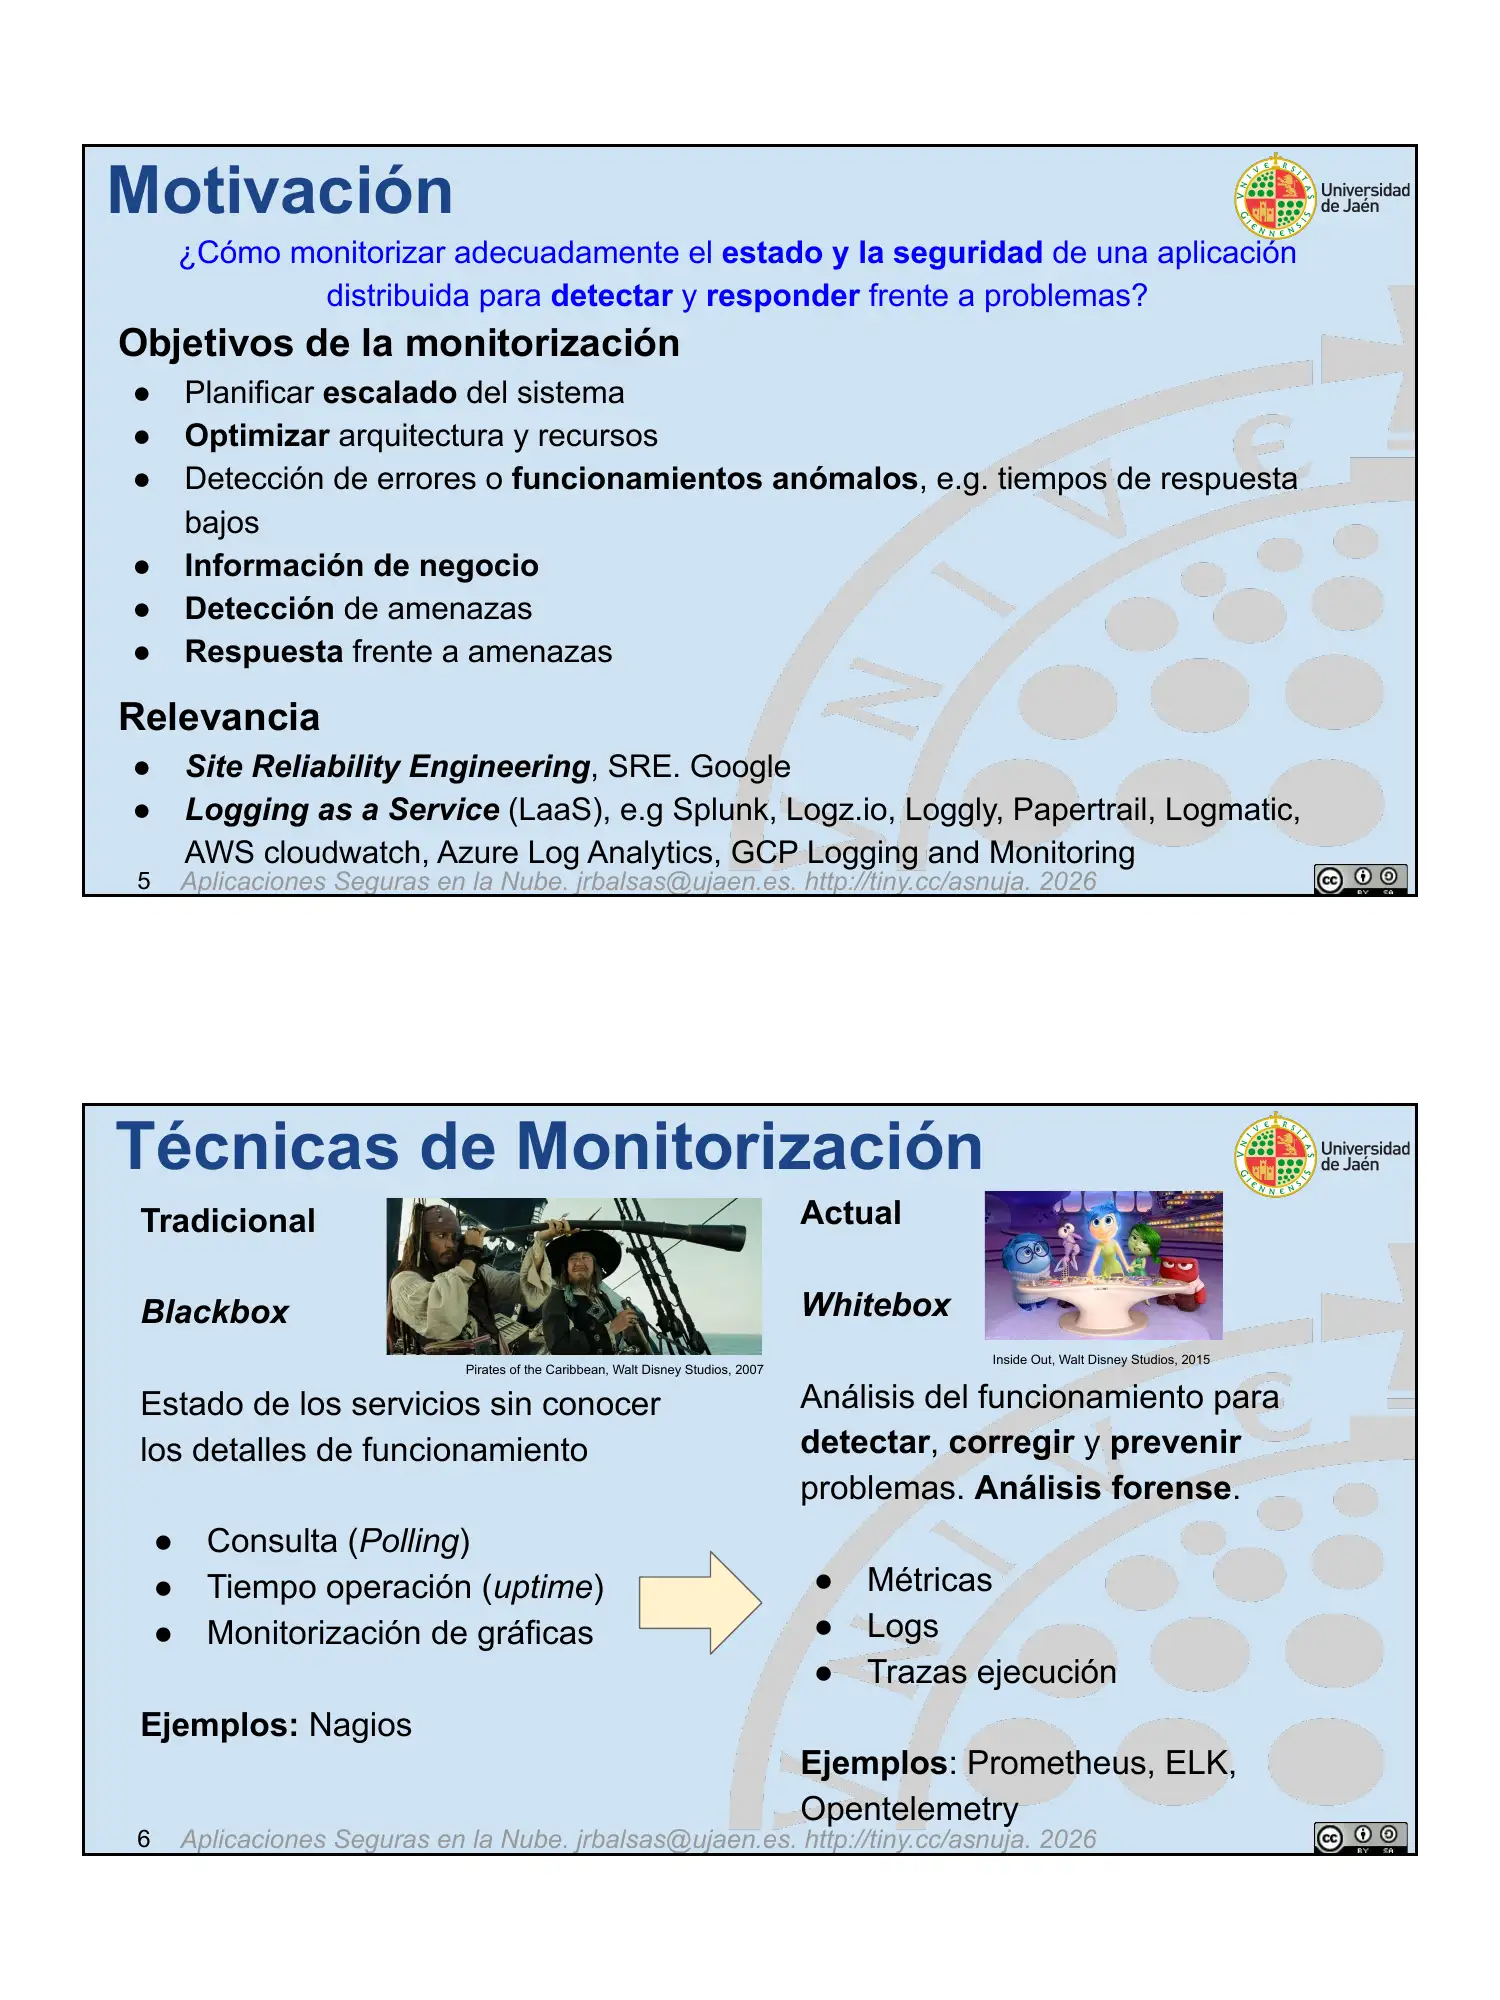 Motivación
Universidad
de Jaén
¿Cómo monitorizar adecuadamente el estado y la seguridad de una aplicación
distribuida para detectar y responder frente a problemas?
Objetivos de la monitorización
● Planificar escalado del sistema
● Optimizar arquitectura y recursos
● Detección de errores o funcionamientos anómalos, e.g. tiempos de respuesta
bajos
● Información de negocio
● Detección de amenazas
● Respuesta frente a amenazas
Relevancia
● Site Reliability Engineering, SRE. Google
● Logging as a Service (LaaS), e.g Splunk, Logz.io, Loggly, Papertrail, Logmatic,
AWS cloudwatch, Azure Log Analytics, GCP Logging and Monitoring
5 Aplicaciones Seguras en la Nube. jrbalsas@ujaen.es. http://tiny.cc/asnuja. 2026
cc BY SA
Técnicas de Monitorización
Universidad
de Jaén
Tradicional
Blackbox
Pirates of the Caribbean, Walt Disney Studios, 2007
Estado de los servicios sin conocer
los detalles de funcionamiento
● Consulta (Polling)
● Tiempo operación (uptime)
● Monitorización de gráficas
Ejemplos: Nagios
Actual
Whitebox
Inside Out, Walt Disney Studios, 2015
Análisis del funcionamiento para
detectar, corregir y prevenir
problemas. Análisis forense.
● Métricas
● Logs
● Trazas ejecución
Ejemplos: Prometheus, ELK,
Opentelemetry
6 Aplicaciones Seguras en la Nube. jrbalsas@ujaen.es. http://tiny.cc/asnuja. 2026
cc BY SA